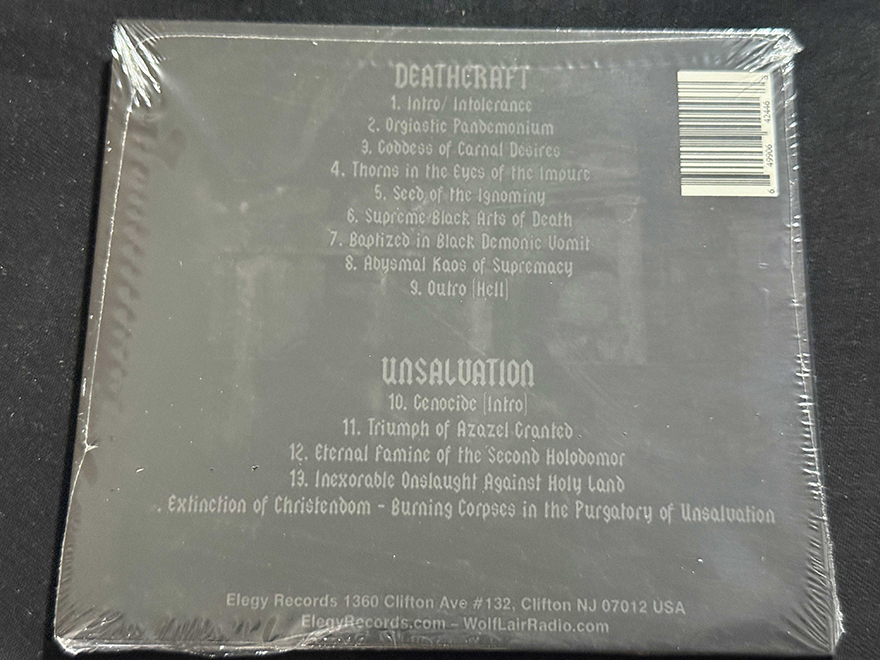 DEATHCRAFT
1. Intro/ Intolerance
2. Orgiastic Pandemonium
3. Goddess of Carnal Desires
4. Thorns in the Eyes of the Impure
5. Seed of the Ignominy
6. Supreme Black Arts of Death
7. Baptized in Black Demonic Vomit
8. Abysmal Kaos of Supremacy
9. Outro (Hell)
UNSALVATION
10. Genocide (Intro)
11. Triumph of Azazel Granted
12. Eternal Famine of the Second Holodomor
13. Inexorable Onslaught Against Holy Land
. Extinction of Christendom - Burning Corpses in the Purgatory of Unsalvation
Elegy Records 1360 Clifton Ave #132, Clifton NJ 07012 USA
ElegyRecords.com – WolfLairRadio.com
6 49906 42446